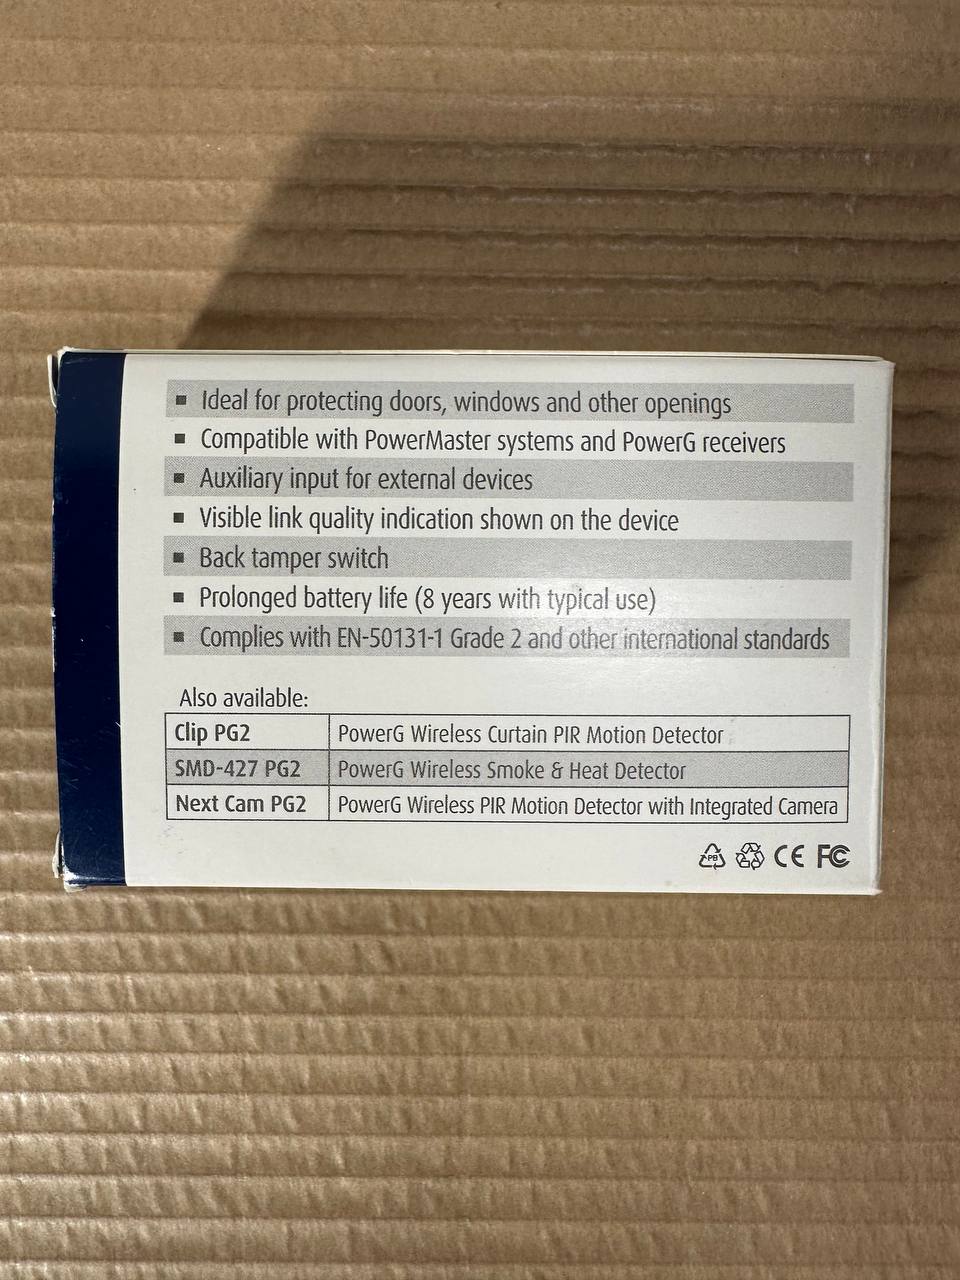 ▪ Ideal for protecting doors, windows and other openings
▪ Compatible with PowerMaster systems and PowerG receivers
▪ Auxiliary input for external devices
▪ Visible link quality indication shown on the device
▪ Back tamper switch
▪ Prolonged battery life (8 years with typical use)
▪ Complies with EN-50131-1 Grade 2 and other international standards
Also available:
Clip PG2 PowerG Wireless Curtain PIR Motion Detector
SMD-427 PG2 PowerG Wireless Smoke & Heat Detector
Next Cam PG2 PowerG Wireless PIR Motion Detector with Integrated Camera
PB CE FC